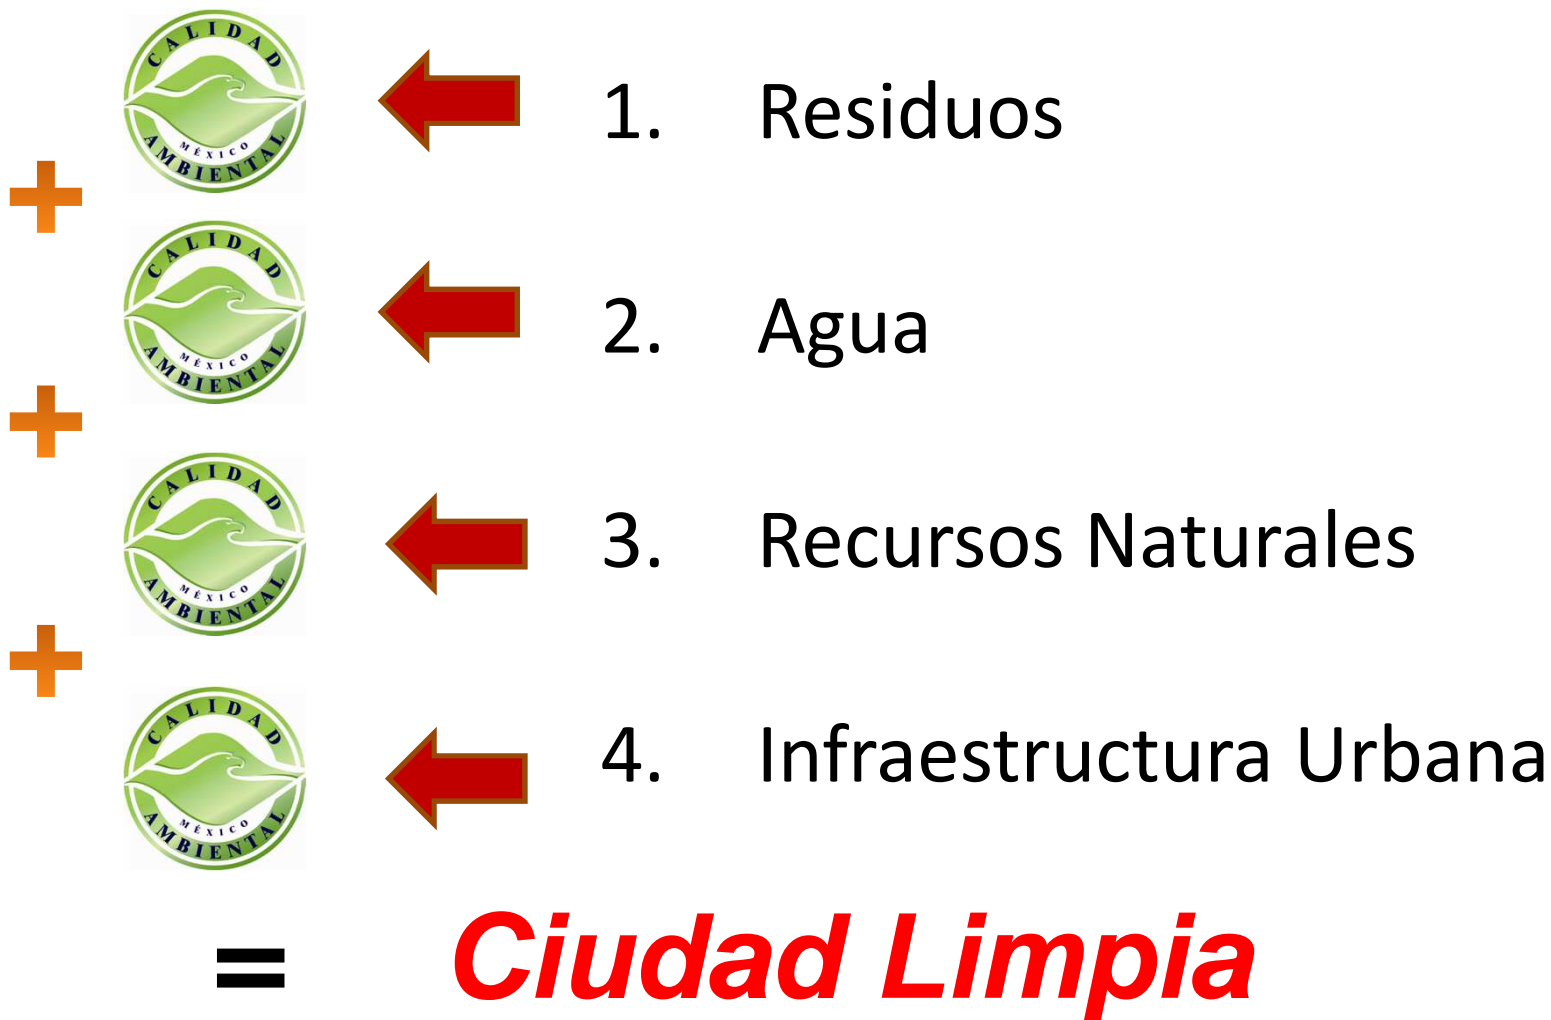 CALIDAD
MÉXICO
AMBIENTAL
1. Residuos
+
CALIDAD
MÉXICO
AMBIENTAL
2. Agua
+
CALIDAD
MÉXICO
AMBIENTAL
3. Recursos Naturales
+
CALIDAD
MÉXICO
AMBIENTAL
4. Infraestructura Urbana
= Ciudad Limpia